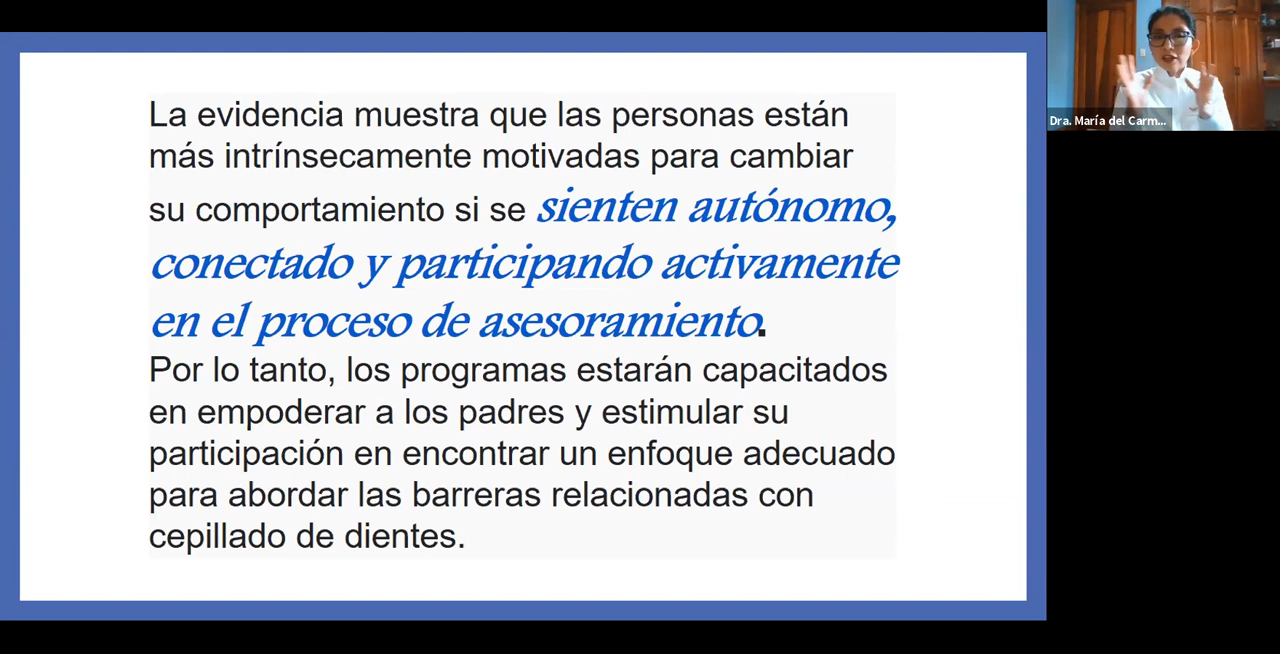 La evidencia muestra que las personas están
más intrínsecamente motivadas para cambiar
su comportamiento si se sienten autónomo,
conectado y participando activamente
en el proceso de asesoramiento.
Por lo tanto, los programas estarán capacitados
en empoderar a los padres y estimular su
participación en encontrar un enfoque adecuado
para abordar las barreras relacionadas con
cepillado de dientes.
Dra. María del Carm...